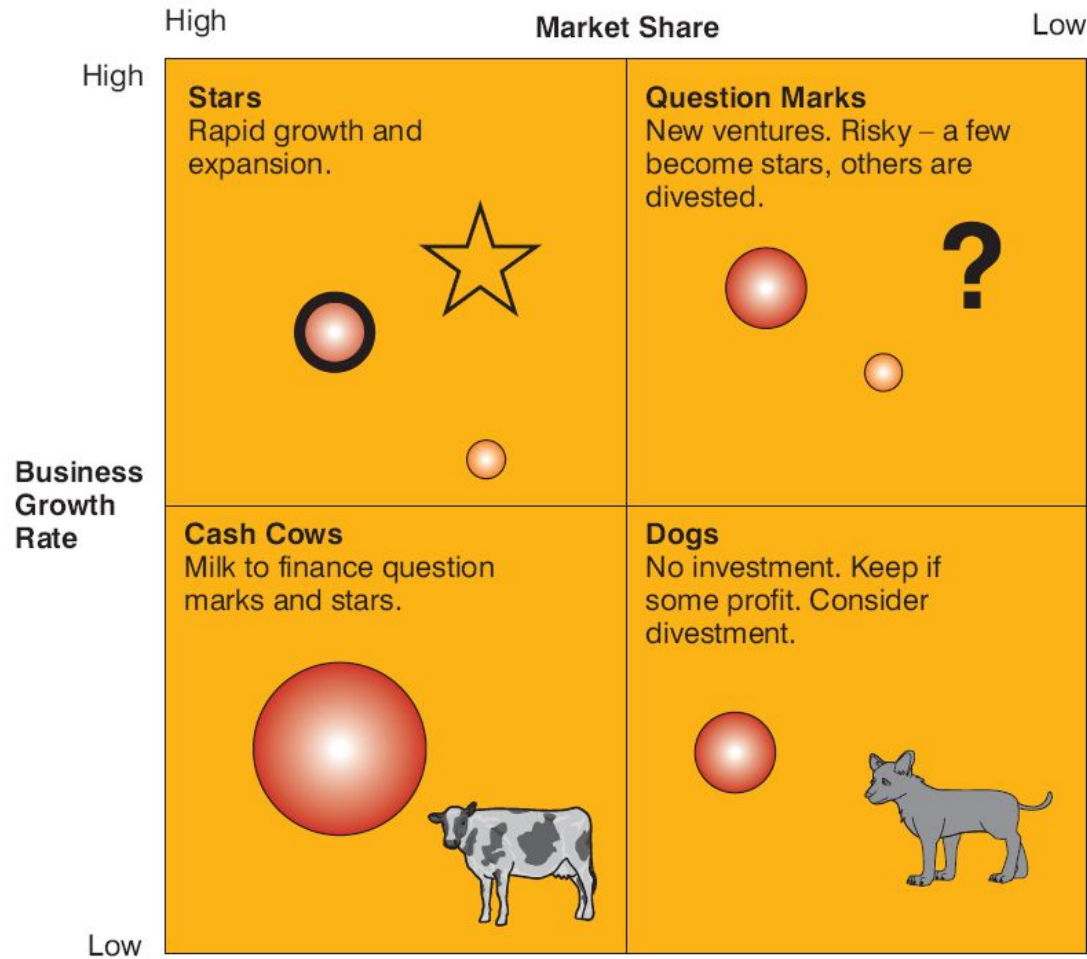 High
Market Share
Low
High
Stars
Rapid growth and
expansion.
Question Marks
New ventures. Risky – a few
become stars, others are
divested.
?
Business
Growth
Rate
Cash Cows
Milk to finance question
marks and stars.
Dogs
No investment. Keep if
some profit. Consider
divestment.
Low